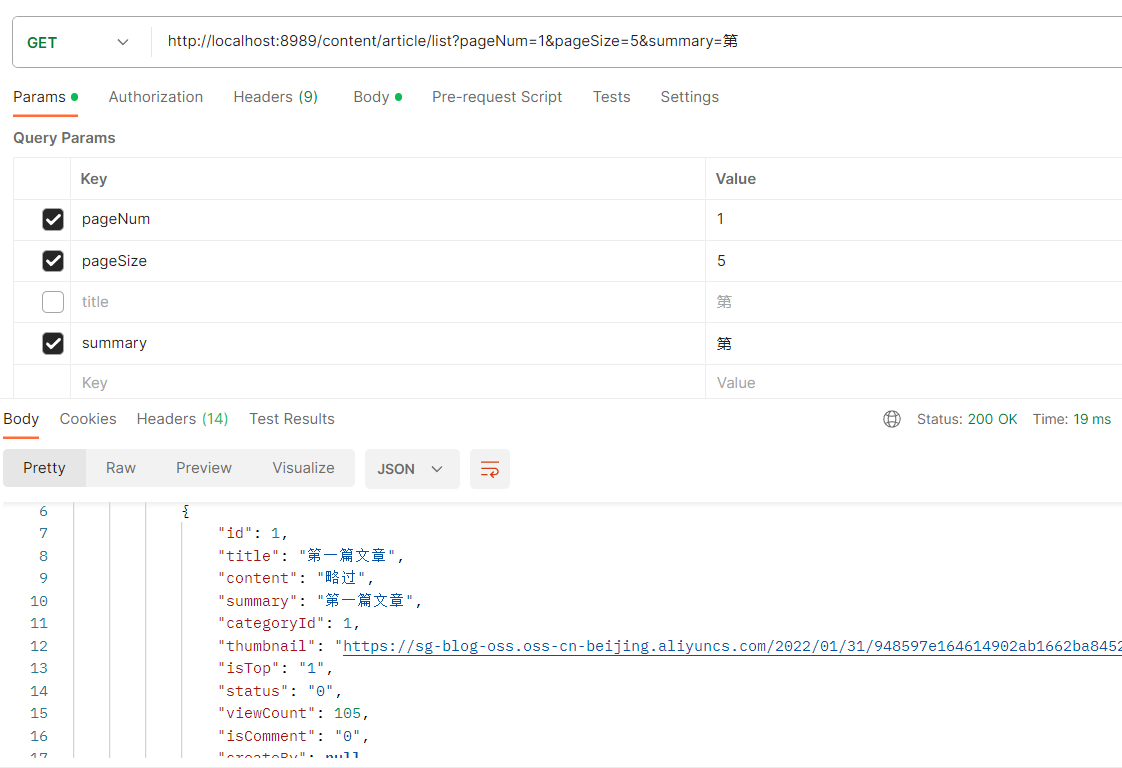 GET http://localhost:8989/content/article/list?pageNum=1&pageSize=5&summary=第
Params Authorization Headers (9) Body Pre-request Script Tests Settings
Query Params
Key Value
pageNum 1
pageSize 5
title 第
summary 第
Key Value
Body Cookies Headers (14) Test Results Status: 200 OK Time: 19 ms
Pretty Raw Preview Visualize JSON
6 {
7 "id": 1,
8 "title": "第一篇文章",
9 "content": "略过",
10 "summary": "第一篇文章",
11 "categoryId": 1,
12 "thumbnail": "https://sg-blog-oss.oss-cn-beijing.aliyuncs.com/2022/01/31/948597e164614902ab1662ba8452
13 "isTop": "1",
14 "status": "0",
15 "viewCount": 105,
16 "isComment": "0",
17 "createBy": null